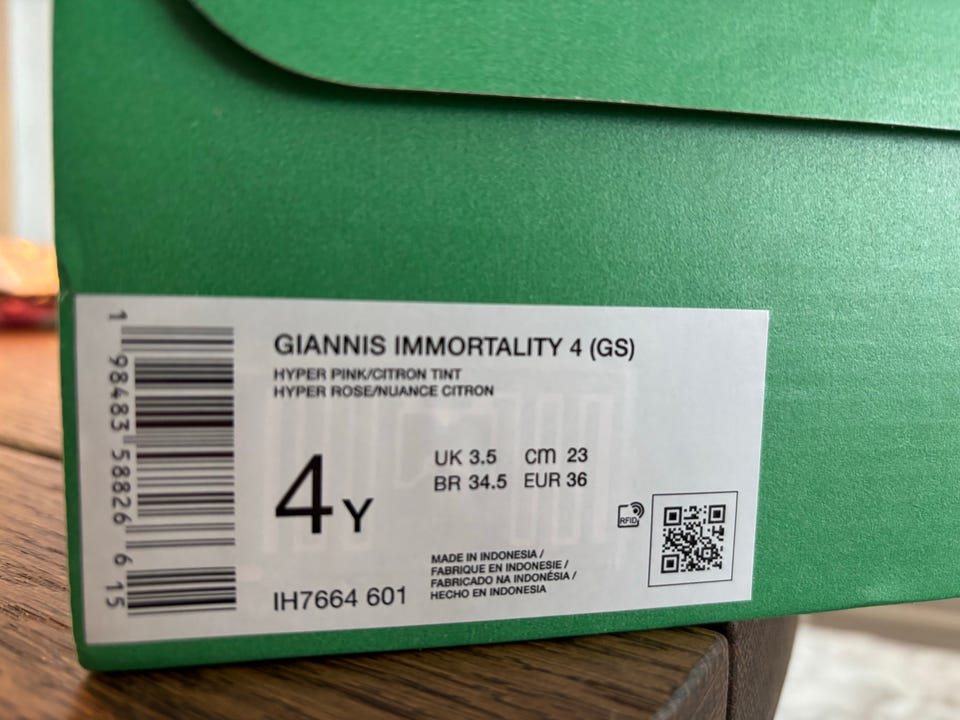 GIANNIS IMMORTALITY 4 (GS)
HYPER PINK/CITRON TINT
HYPER ROSE/NUANCE CITRON
4 Y
UK 3.5 cm 23
BR 34.5 EUR 36
RFID
MADE IN INDONESIA /
FABRIQUE EN INDONESIE /
FABRICADO NA INDONÉSIA /
HECHO EN INDONESIA
IH7664 601
1 98483 58826 6 15